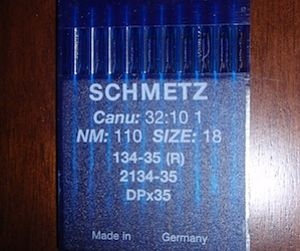 SCHMETZ
Canu: 32:10 1
NM: 110 SIZE: 18
134-35 (R)
2134-35
DPx35
Made in Germany